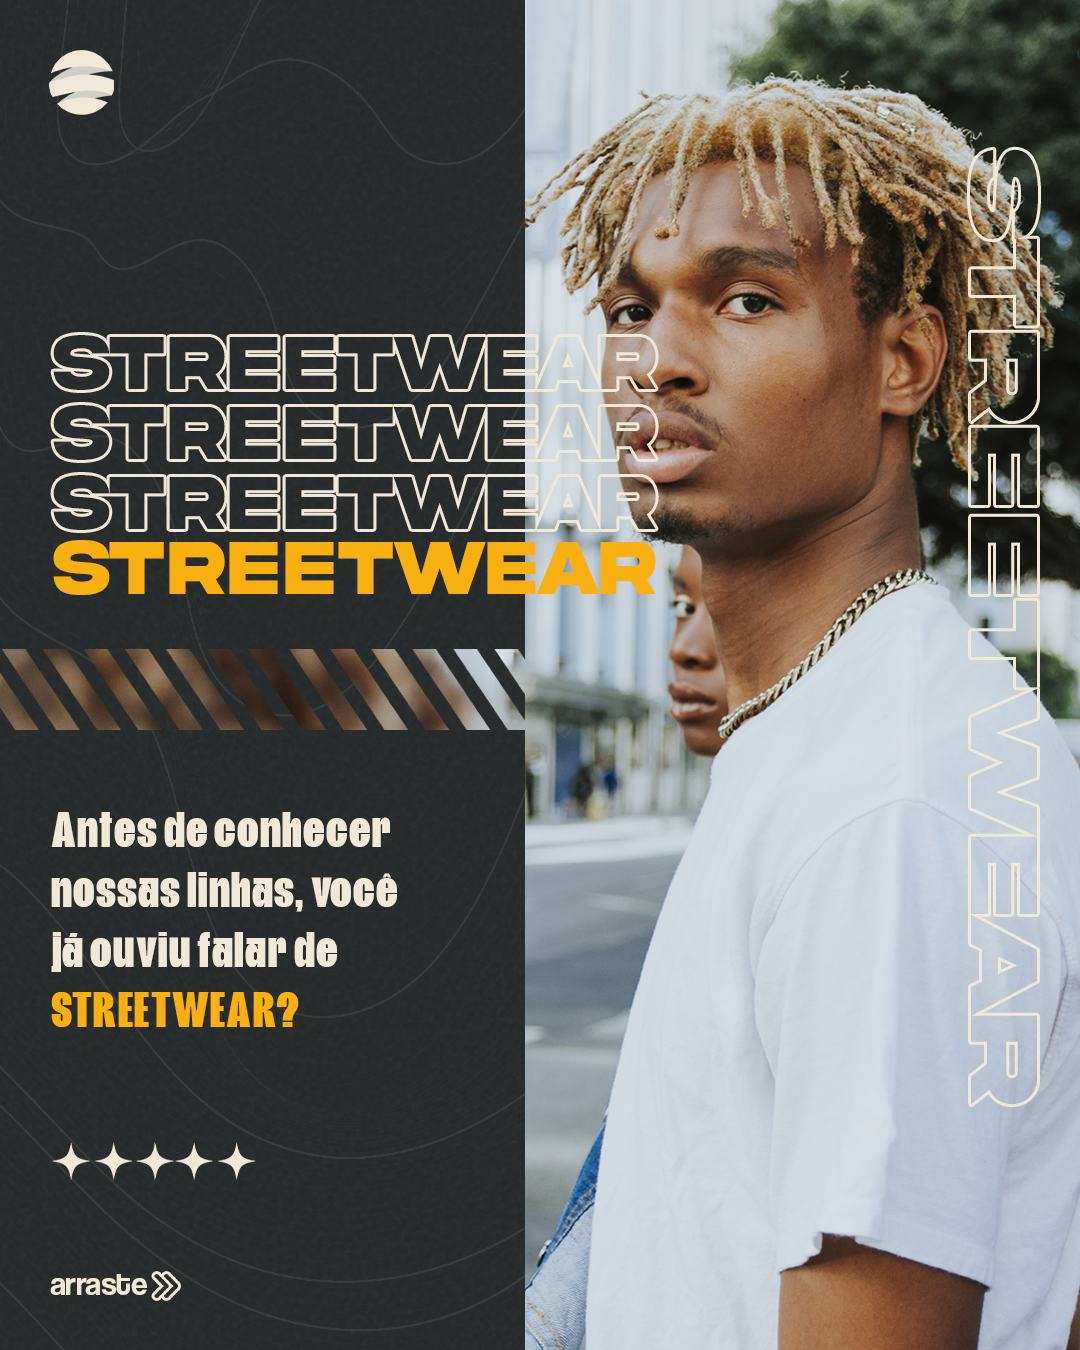 STREETWEAR
STREETWEAR
STREETWEAR
STREETWEAR
Antes de conhecer
nossas linhas, você
já ouviu falar de
STREETWEAR?
arraste
STREETWEAR